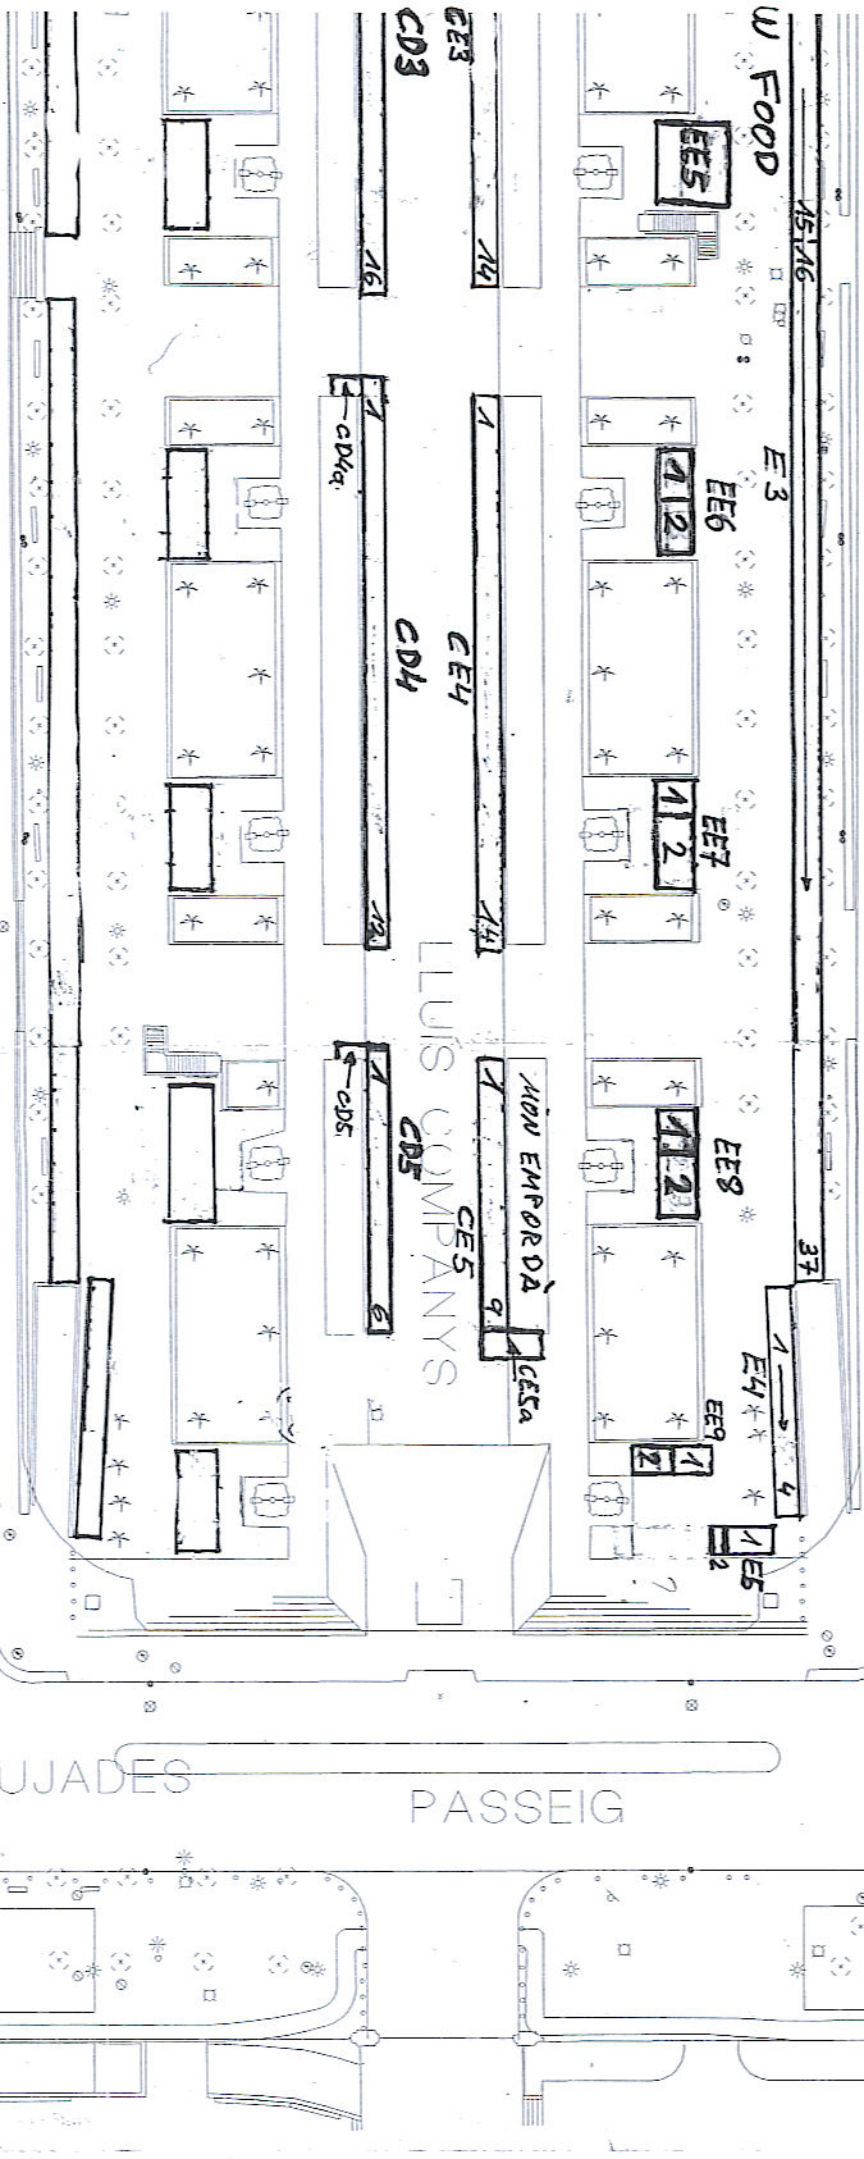 CD3
CE3
W FOOD
EE5
15 16
16
14
1
CD4a
1
E3
EE6
1 2
CD4
CE4
EE7
1 2
12
14
LLUIS COMPANYS
1
CD5
1
MON EMPORDÀ
EE8
1 2
CD5
CE5
37
6
9
CE5a
1
E4
4
EE9
2 1
1 E5
2
UJADES
PASSEIG